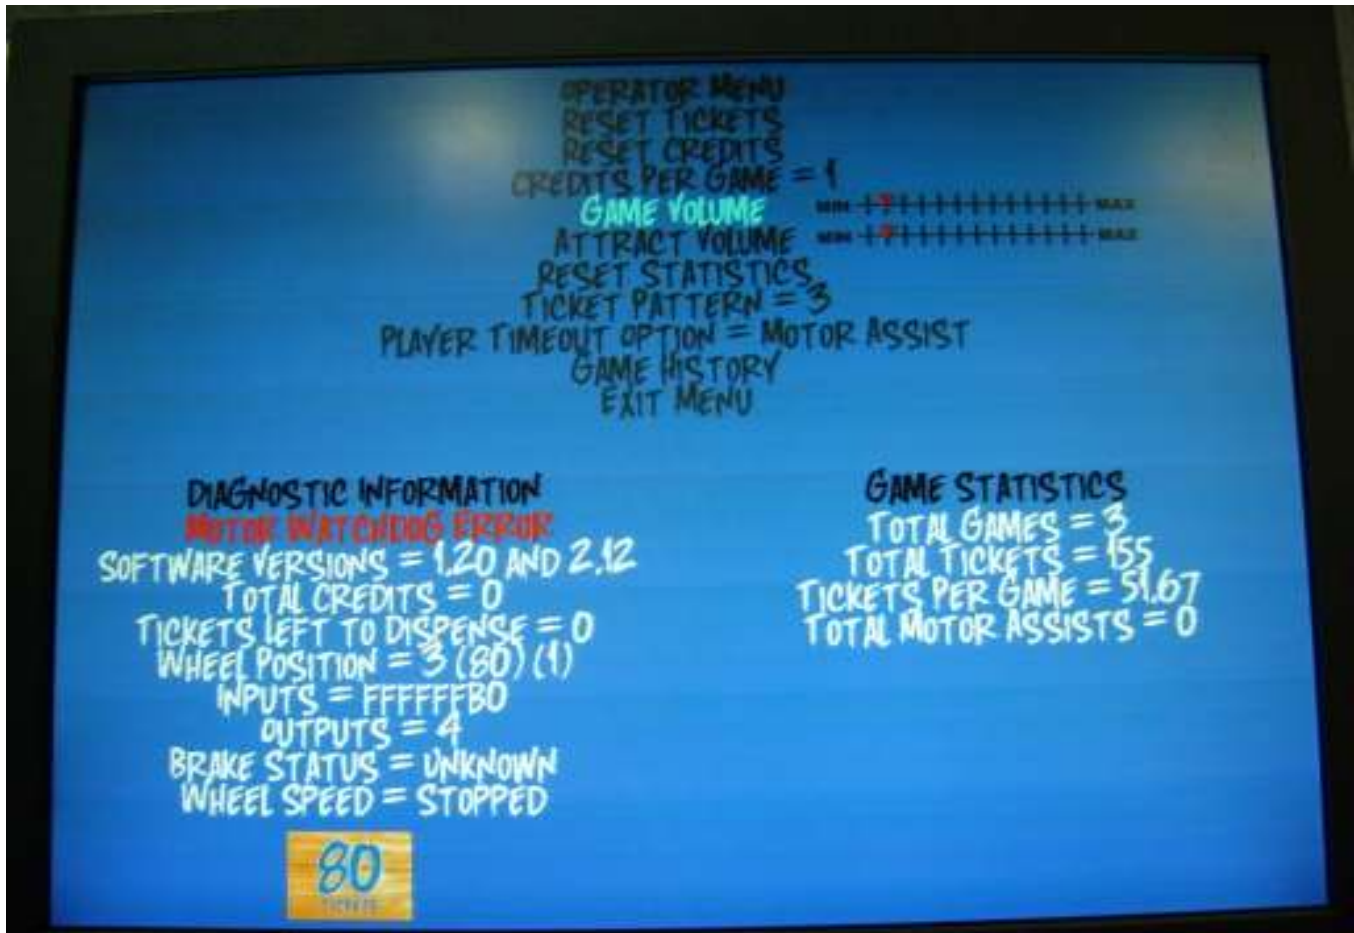 OPERATOR MENU
RESET TICKETS
RESET CREDITS
CREDITS PER GAME = 1
GAME VOLUME MIN MAX
ATTRACT VOLUME MIN MAX
RESET STATISTICS
TICKET PATTERN = 3
PLAYER TIMEOUT OPTION = MOTOR ASSIST
GAME HISTORY
EXIT MENU
DIAGNOSTIC INFORMATION
MOTOR WATCHDOG ERROR
SOFTWARE VERSIONS = 1.20 AND 2.12
TOTAL CREDITS = 0
TICKETS LEFT TO DISPENSE = 0
WHEEL POSITION = 3 (80) (1)
INPUTS = FFFFFFB0
OUTPUTS = 4
BRAKE STATUS = UNKNOWN
WHEEL SPEED = STOPPED
80
TICKETS
GAME STATISTICS
TOTAL GAMES = 3
TOTAL TICKETS = 155
TICKETS PER GAME = 51.67
TOTAL MOTOR ASSISTS = 0